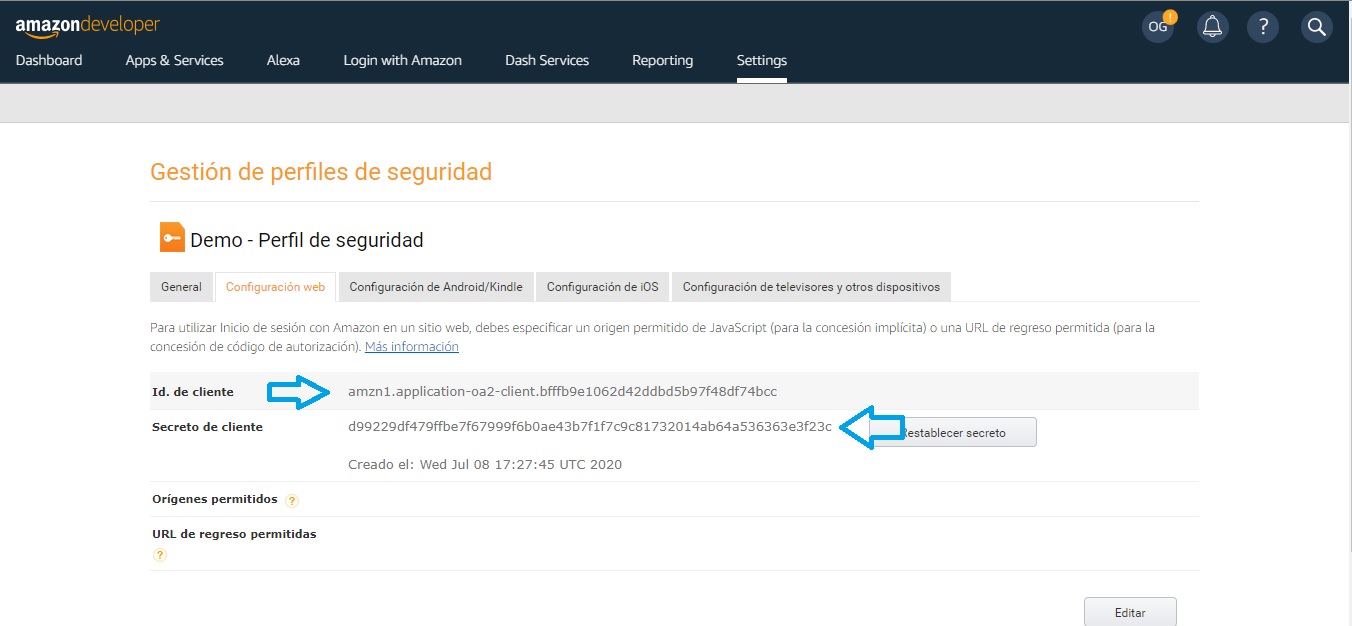 amazondeveloper
OG ! ?
Dashboard Apps & Services Alexa Login with Amazon Dash Services Reporting Settings
Gestión de perfiles de seguridad
Demo - Perfil de seguridad
General Configuración web Configuración de Android/Kindle Configuración de iOS Configuración de televisores y otros dispositivos
Para utilizar Inicio de sesión con Amazon en un sitio web, debes especificar un origen permitido de JavaScript (para la concesión implícita) o una URL de regreso permitida (para la
concesión de código de autorización). Más información
Id. de cliente amzn1.application-oa2-client.bfffb9e1062d42ddbd5b97f48df74bcc
Secreto de cliente d99229df479ffbe7f67999f6b0ae43b7f1f7c9c81732014ab64a536363e3f23c Restablecer secreto
Creado el: Wed Jul 08 17:27:45 UTC 2020
Orígenes permitidos ?
URL de regreso permitidas
?
Editar